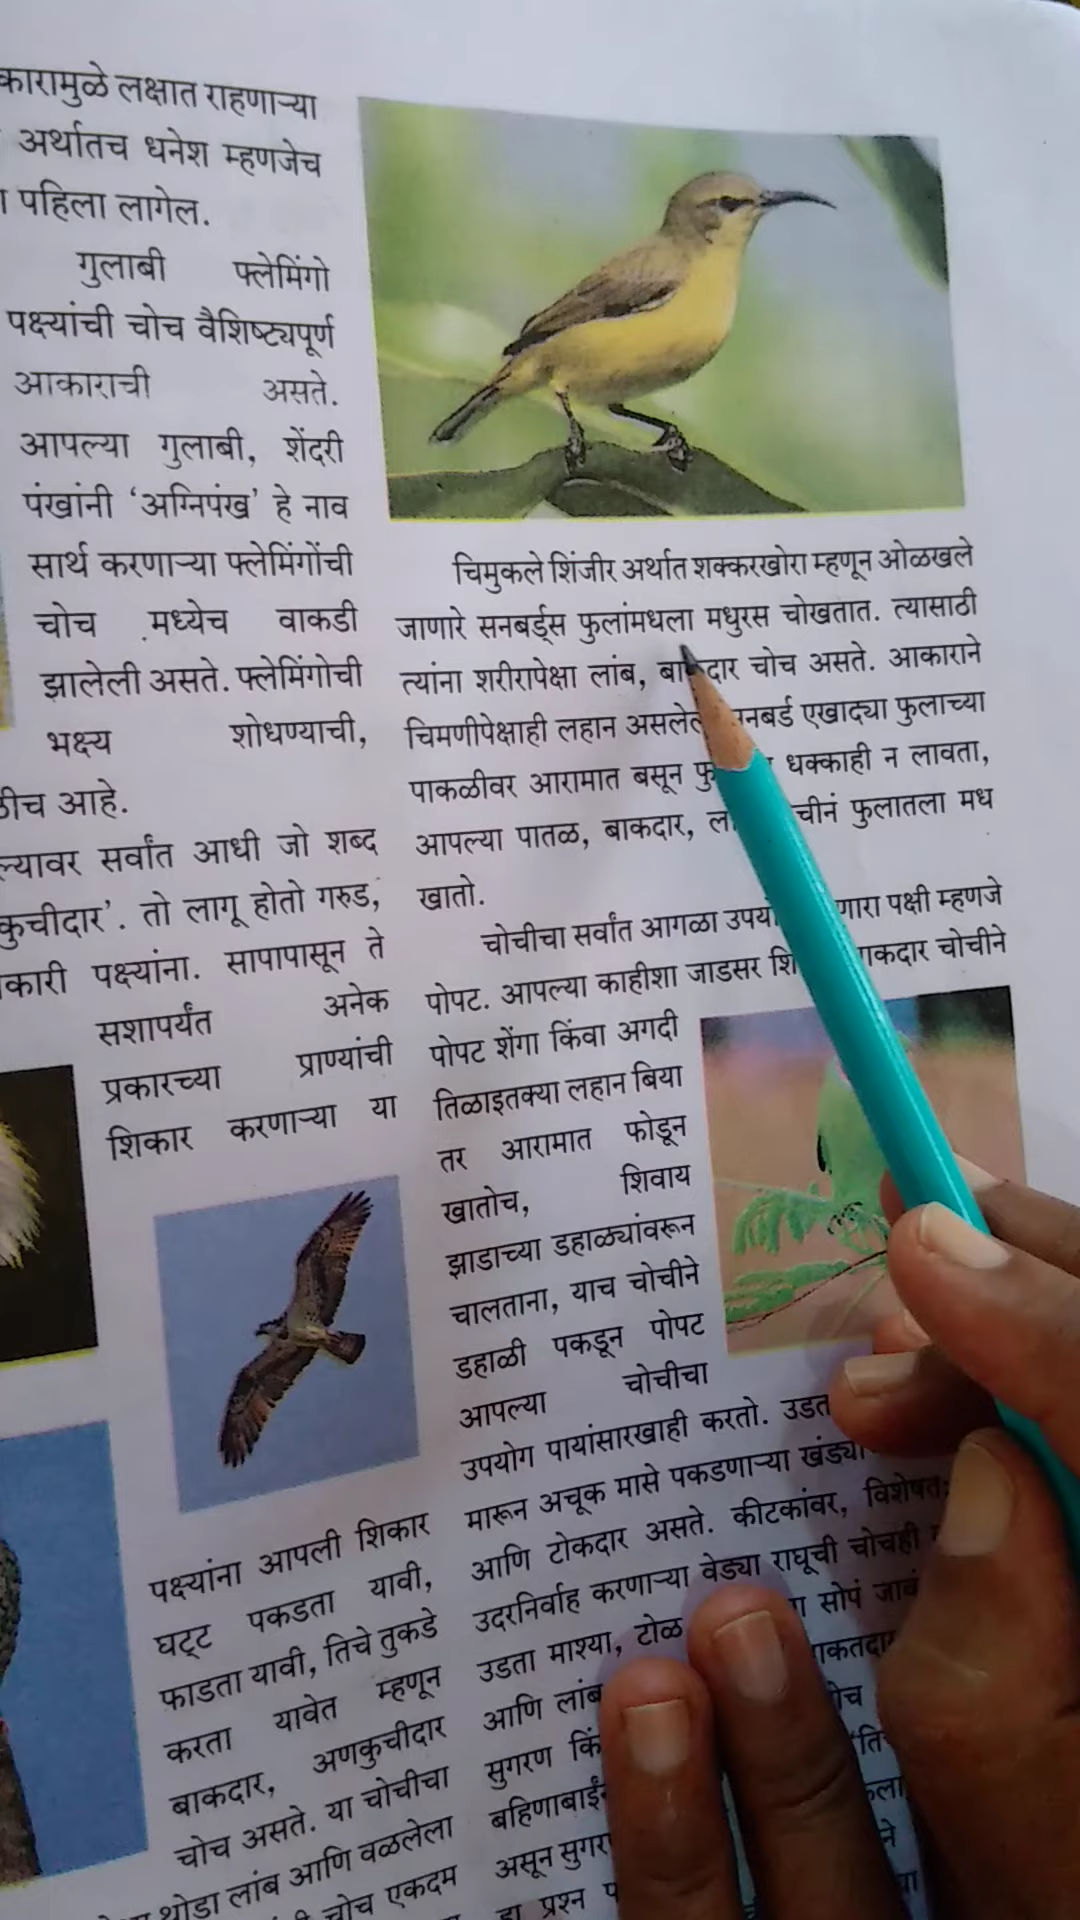 कारामुळे लक्षात राहणाऱ्या
अर्थातच धनेश म्हणजेच
पहिला लागेल.
गुलाबी फ्लेमिंगो
पक्ष्यांची चोच वैशिष्ट्यपूर्ण
आकाराची असते.
आपल्या गुलाबी, शेंदरी
पंखांनी ‘अग्निपंख’ हे नाव
सार्थ करणाऱ्या फ्लेमिंगोंची
चोच मध्येच वाकडी
झालेली असते. फ्लेमिंगोची
भक्ष्य शोधण्याची,
ठीच आहे.
ल्यावर सर्वांत आधी जो शब्द
कुचीदार’. तो लागू होतो गरुड,
कारी पक्ष्यांना. सापापासून ते
सशापर्यंत अनेक
प्रकारच्या प्राण्यांची
शिकार करणाऱ्या या
पक्ष्यांना आपली शिकार
घट्ट पकडता यावी,
फाडता यावी, तिचे तुकडे
करता यावेत म्हणून
बाकदार, अणकुचीदार
चोच असते. या चोचीचा
थोडा लांब आणि वळलेला
चोच एकदम
चिमुकले शिंजीर अर्थात शक्करखोरा म्हणून ओळखले
जाणारे सनबर्ड्स फुलांमधला मधुरस चोखतात. त्यासाठी
त्यांना शरीरापेक्षा लांब, बाकदार चोच असते. आकाराने
चिमणीपेक्षाही लहान असलेले नबर्ड एखाद्या फुलाच्या
पाकळीवर आरामात बसून फु धक्काही न लावता,
आपल्या पातळ, बाकदार, ल चीनं फुलातला मध
खातो.
चोचीचा सर्वांत आगळा उपयो णारा पक्षी म्हणजे
पोपट. आपल्या काहीशा जाडसर शि ाकदार चोचीने
पोपट शेंगा किंवा अगदी
तिळाइतक्या लहान बिया
तर आरामात फोडून
खातोच, शिवाय
झाडाच्या डहाळ्यांवरून
चालताना, याच चोचीने
डहाळी पकडून पोपट
आपल्या चोचीचा
उपयोग पायांसारखाही करतो. उडत
मारून अचूक मासे पकडणाऱ्या खंड्या
आणि टोकदार असते. कीटकांवर, विशेषतः
उदरनिर्वाह करणाऱ्या वेड्या राघूची चोचही
उडता माश्या, टोळ सोपं जावं
आणि लांब ाकतदा
सुगरण किं चोच
बहिणाबाईं
असून सुगर
हा प्रश्न प